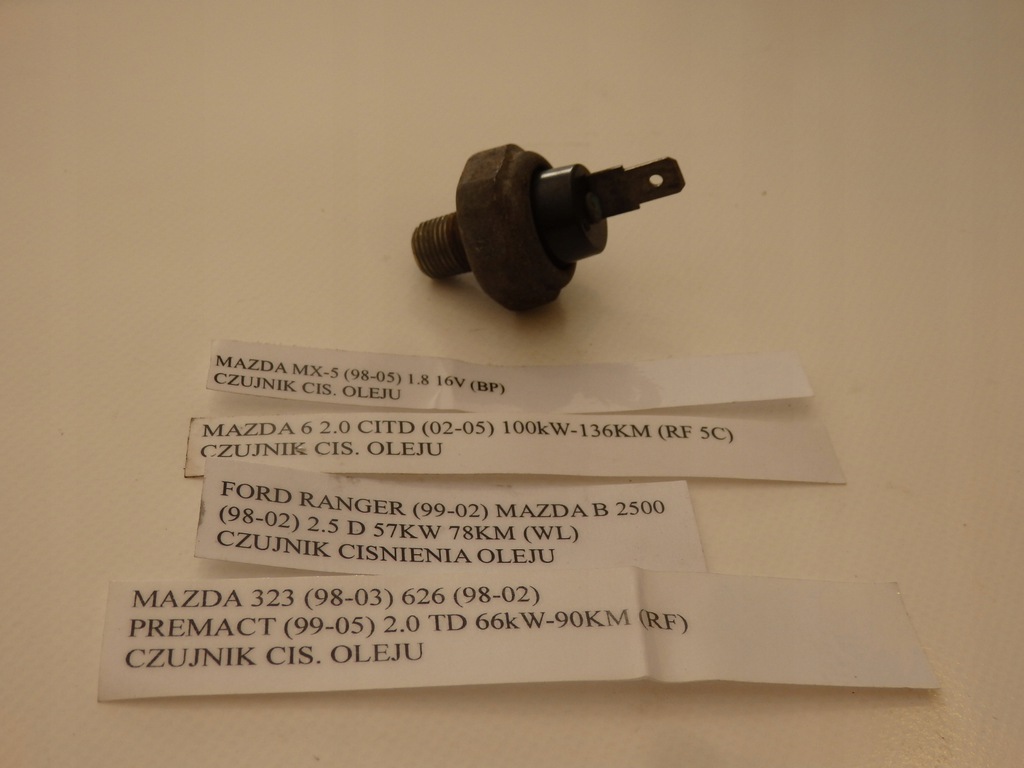 MAZDA MX-5 (98-05) 1.8 16V (BP)
CZUJNIK CIS. OLEJU
MAZDA 6 2.0 CITD (02-05) 100kW-136KM (RF 5C)
CZUJNIK CIS. OLEJU
FORD RANGER (99-02) MAZDA B 2500
(98-02) 2.5 D 57KW 78KM (WL)
CZUJNIK CISNIENIA OLEJU
MAZDA 323 (98-03) 626 (98-02)
PREMACT (99-05) 2.0 TD 66kW-90KM (RF)
CZUJNIK CIS. OLEJU